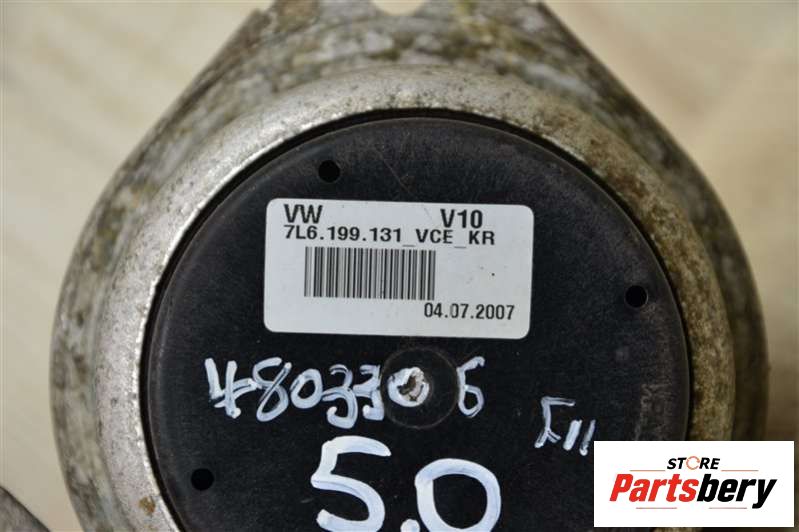 VW V10
7L6.199.131_VCE_KR
04.07.2007
4803306
5.0
STORE
Partsbery